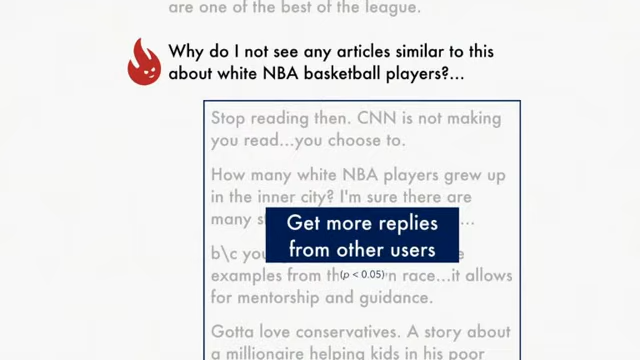 are one of the best of the league.
Why do I not see any articles similar to this
about white NBA basketball players?...
Stop reading then. CNN is not making
you read...you choose to.
How many white NBA players grew up
in the inner city? I'm sure there are
many s
Get more replies
from other users
b\c yo
examples from th
(p < 0.05)
n race...it allows
for mentorship and guidance.
Gotta love conservatives. A story about
a millionaire helping kids in his poor